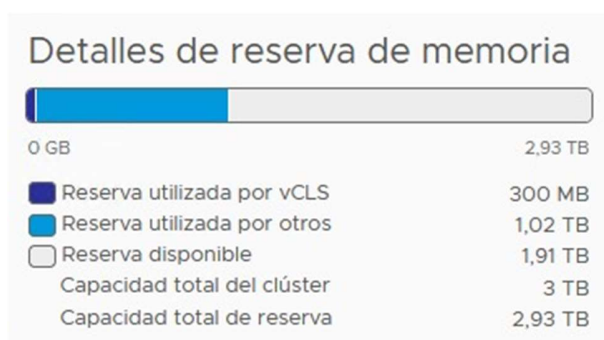 Detalles de reserva de memoria
0 GB 2,93 TB
Reserva utilizada por vCLS 300 MB
Reserva utilizada por otros 1,02 TB
Reserva disponible 1,91 TB
Capacidad total del clúster 3 TB
Capacidad total de reserva 2,93 TB